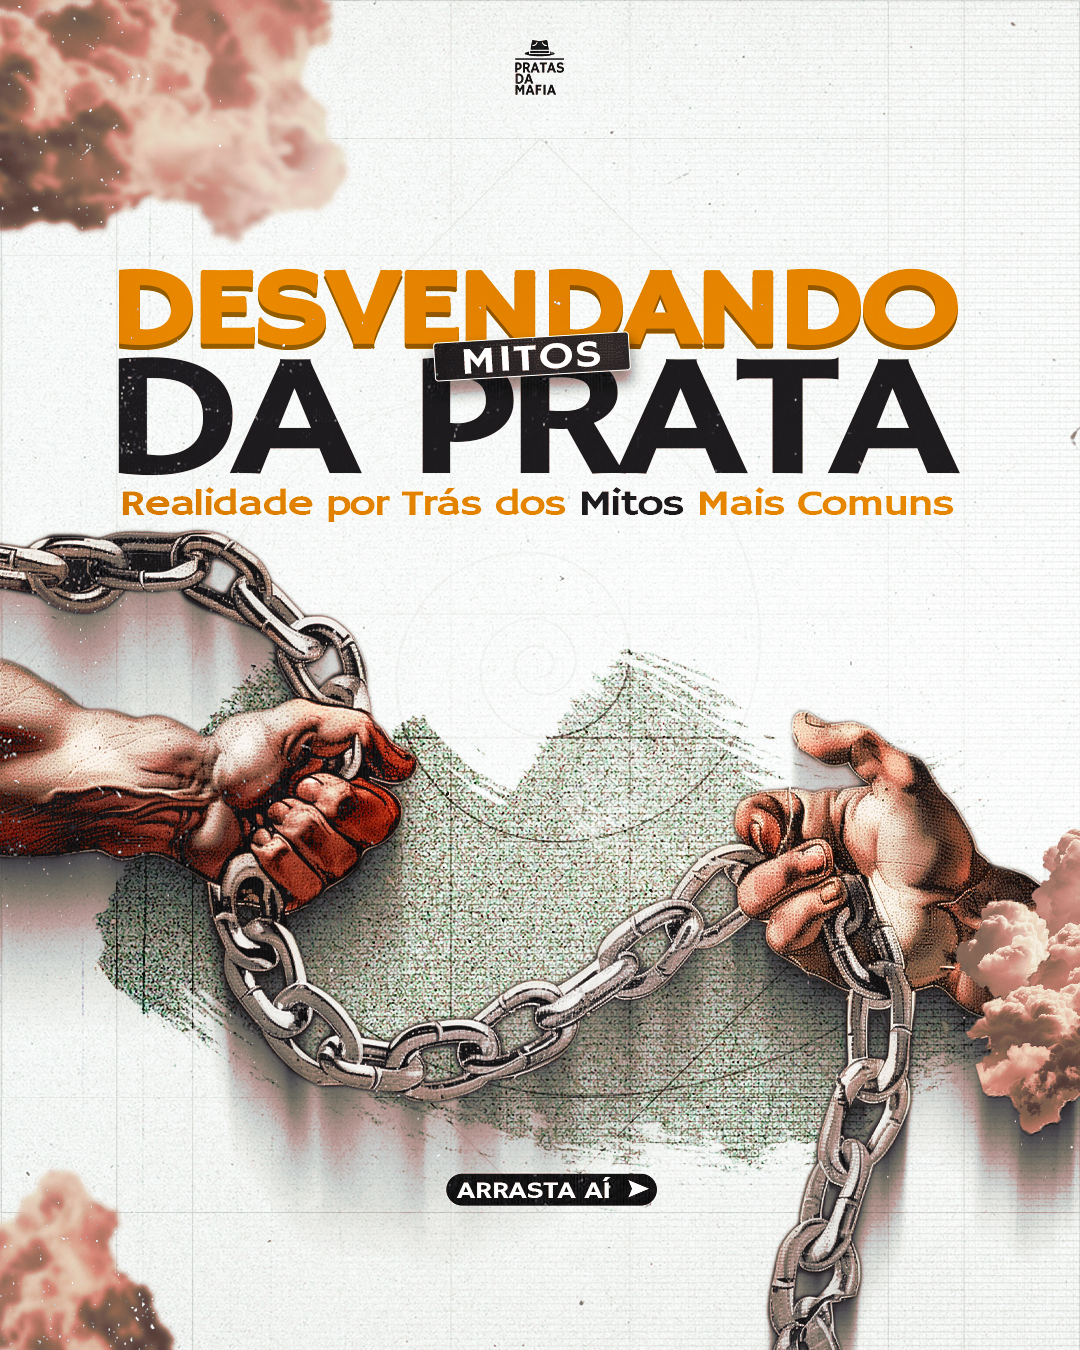 PRATAS
DA
MAFIA
DESVENDANDO
MITOS
DA PRATA
Realidade por Trás dos Mitos Mais Comuns
ARRASTA AÍ